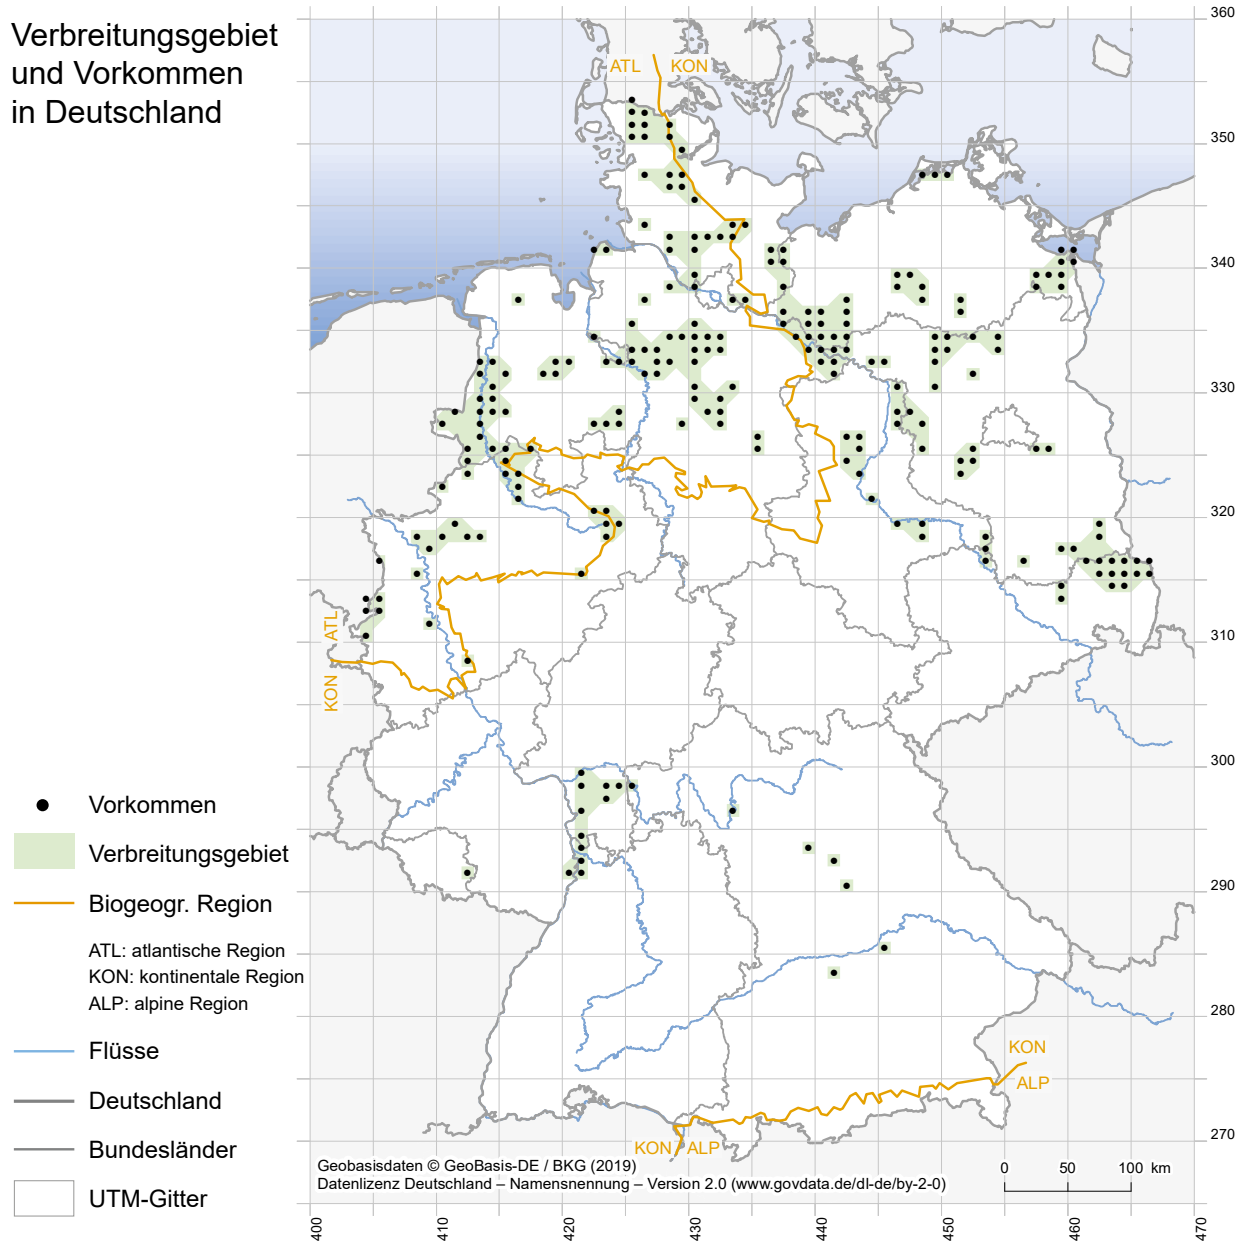 Verbreitungsgebiet
und Vorkommen
in Deutschland
ATL KON
360
350
340
330
320
310
300
290
280
270
ATL
KON
Vorkommen
Verbreitungsgebiet
Biogeogr. Region
ATL: atlantische Region
KON: kontinentale Region
ALP: alpine Region
Flüsse
Deutschland
Bundesländer
UTM-Gitter
KON
ALP
KON ALP
Geobasisdaten © GeoBasis-DE / BKG (2019)
Datenlizenz Deutschland – Namensnennung – Version 2.0 (www.govdata.de/dl-de/by-2-0)
0 50 100 km
400 410 420 430 440 450 460 470